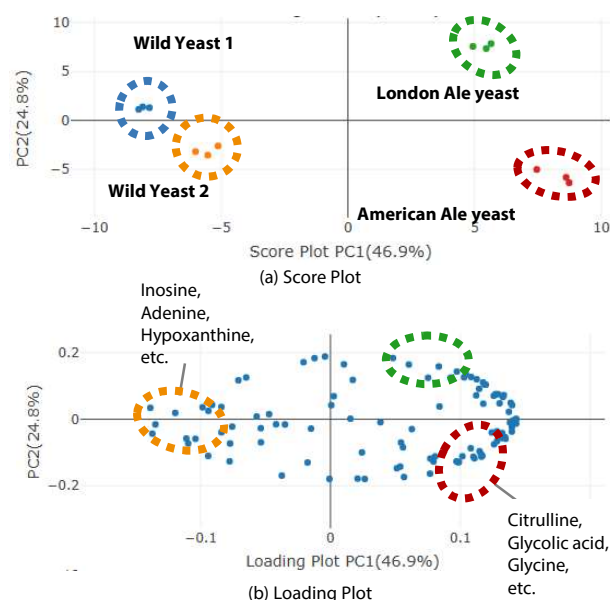 10
5
0
−5
−10
−5
0
5
10
PC2(24.8%)
Wild Yeast 1
London Ale yeast
Wild Yeast 2
American Ale yeast
Score Plot PC1(46.9%)
(a) Score Plot
Inosine,
Adenine,
Hypoxanthine,
etc.
0.2
0
−0.2
PC2(24.8%)
−0.1
0
0.1
Loading Plot PC1(46.9%)
Citrulline,
Glycolic acid,
Glycine,
etc.
(b) Loading Plot